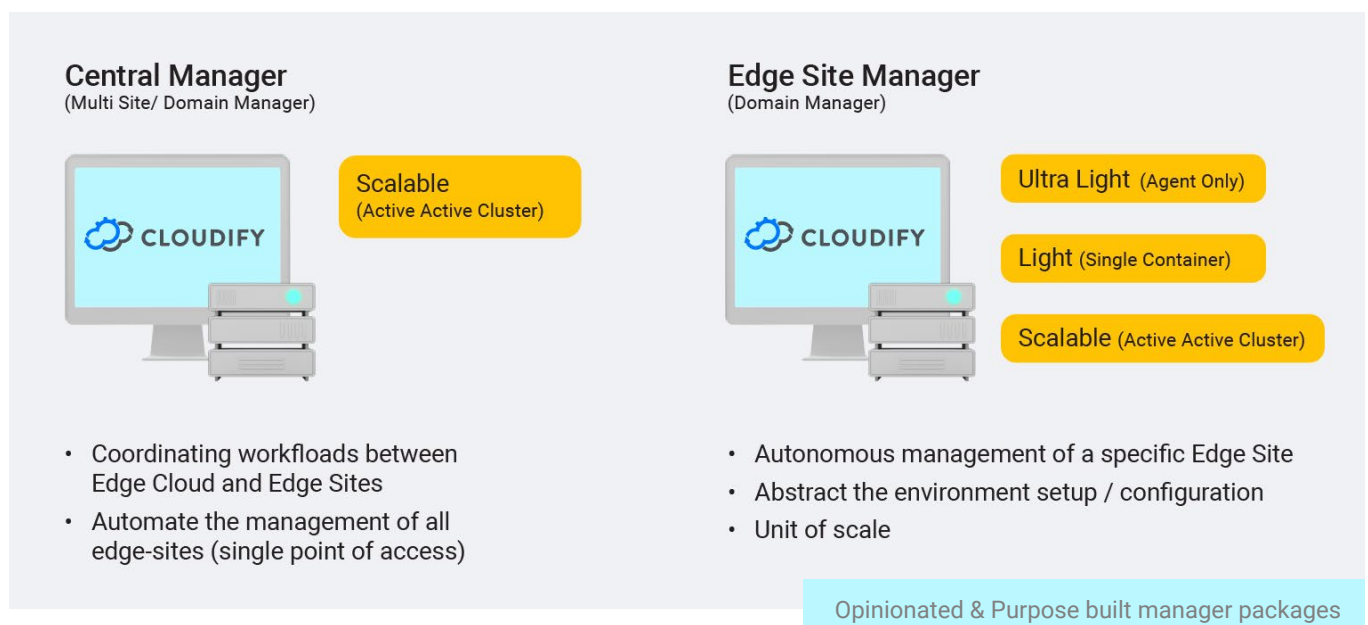 Central Manager
(Multi Site/ Domain Manager)
CLOUDIFY
Scalable
(Active Active Cluster)
• Coordinating workfloads between
Edge Cloud and Edge Sites
• Automate the management of all
edge-sites (single point of access)
Edge Site Manager
(Domain Manager)
CLOUDIFY
Ultra Light (Agent Only)
Light (Single Container)
Scalable (Active Active Cluster)
• Autonomous management of a specific Edge Site
• Abstract the environment setup / configuration
• Unit of scale
Opinionated & Purpose built manager packages